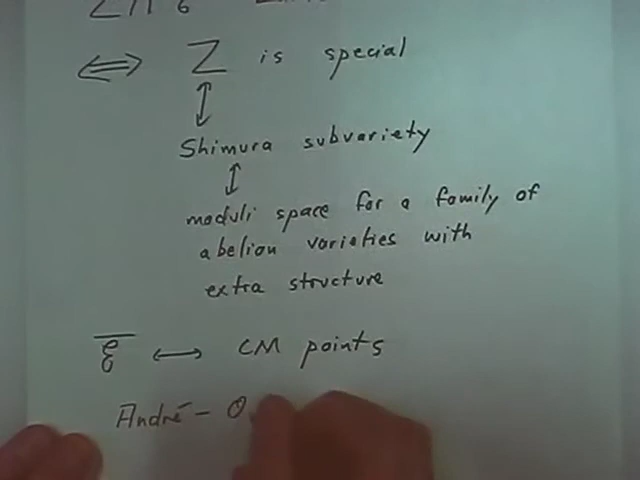 ⟺ Z is special
↕
Shimura subvariety
↕
moduli space for a family of
abelian varieties with
extra structure
ξ̅ ↔ CM points
André - O